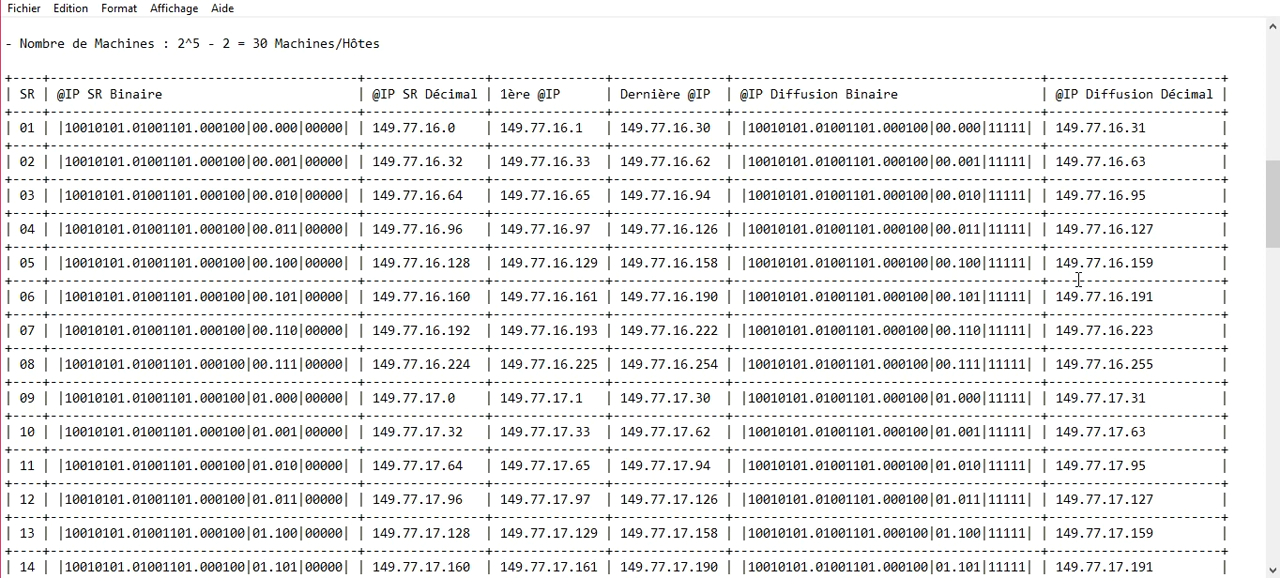 Fichier Edition Format Affichage Aide
- Nombre de Machines : 2^5 - 2 = 30 Machines/Hôtes
+----+---------------------------------------+---------------+--------------+---------------+---------------------------------------+----------------------+
| SR | @IP SR Binaire | @IP SR Décimal | 1ère @IP | Dernière @IP | @IP Diffusion Binaire | @IP Diffusion Décimal |
| 01 | |10010101.01001101.000100|00.000|00000| | 149.77.16.0 | 149.77.16.1 | 149.77.16.30 | |10010101.01001101.000100|00.000|11111| | 149.77.16.31 |
| 02 | |10010101.01001101.000100|00.001|00000| | 149.77.16.32 | 149.77.16.33 | 149.77.16.62 | |10010101.01001101.000100|00.001|11111| | 149.77.16.63 |
| 03 | |10010101.01001101.000100|00.010|00000| | 149.77.16.64 | 149.77.16.65 | 149.77.16.94 | |10010101.01001101.000100|00.010|11111| | 149.77.16.95 |
| 04 | |10010101.01001101.000100|00.011|00000| | 149.77.16.96 | 149.77.16.97 | 149.77.16.126 | |10010101.01001101.000100|00.011|11111| | 149.77.16.127 |
| 05 | |10010101.01001101.000100|00.100|00000| | 149.77.16.128 | 149.77.16.129 | 149.77.16.158 | |10010101.01001101.000100|00.100|11111| | 149.77.16.159 |
| 06 | |10010101.01001101.000100|00.101|00000| | 149.77.16.160 | 149.77.16.161 | 149.77.16.190 | |10010101.01001101.000100|00.101|11111| | 149.77.16.191 |
| 07 | |10010101.01001101.000100|00.110|00000| | 149.77.16.192 | 149.77.16.193 | 149.77.16.222 | |10010101.01001101.000100|00.110|11111| | 149.77.16.223 |
| 08 | |10010101.01001101.000100|00.111|00000| | 149.77.16.224 | 149.77.16.225 | 149.77.16.254 | |10010101.01001101.000100|00.111|11111| | 149.77.16.255 |
| 09 | |10010101.01001101.000100|01.000|00000| | 149.77.17.0 | 149.77.17.1 | 149.77.17.30 | |10010101.01001101.000100|01.000|11111| | 149.77.17.31 |
| 10 | |10010101.01001101.000100|01.001|00000| | 149.77.17.32 | 149.77.17.33 | 149.77.17.62 | |10010101.01001101.000100|01.001|11111| | 149.77.17.63 |
| 11 | |10010101.01001101.000100|01.010|00000| | 149.77.17.64 | 149.77.17.65 | 149.77.17.94 | |10010101.01001101.000100|01.010|11111| | 149.77.17.95 |
| 12 | |10010101.01001101.000100|01.011|00000| | 149.77.17.96 | 149.77.17.97 | 149.77.17.126 | |10010101.01001101.000100|01.011|11111| | 149.77.17.127 |
| 13 | |10010101.01001101.000100|01.100|00000| | 149.77.17.128 | 149.77.17.129 | 149.77.17.158 | |10010101.01001101.000100|01.100|11111| | 149.77.17.159 |
| 14 | |10010101.01001101.000100|01.101|00000| | 149.77.17.160 | 149.77.17.161 | 149.77.17.190 | |10010101.01001101.000100|01.101|11111| | 149.77.17.191 |